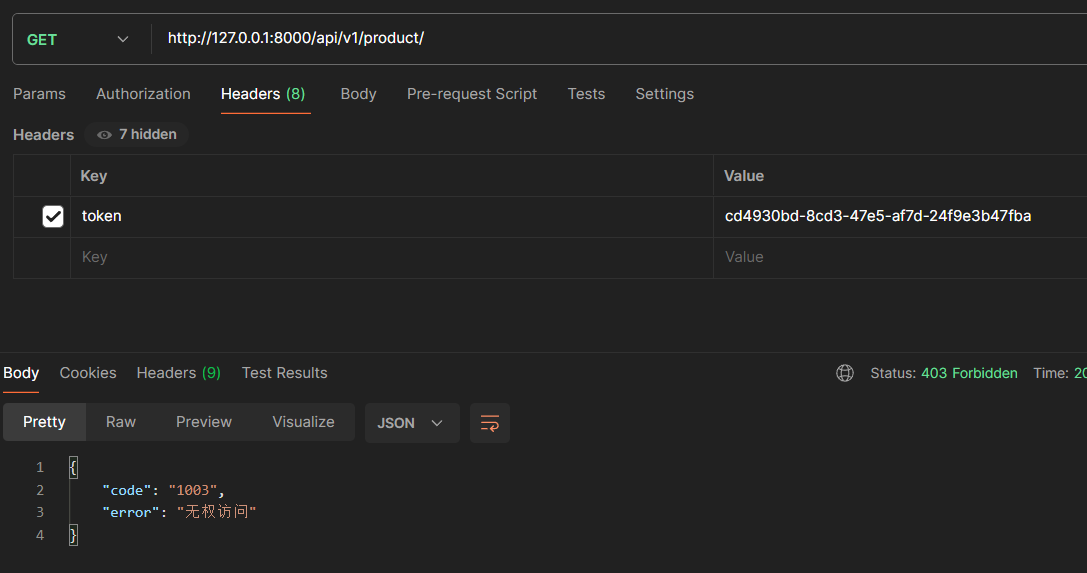 GET http://127.0.0.1:8000/api/v1/product/
Params Authorization Headers (8) Body Pre-request Script Tests Settings
Headers 7 hidden
Key Value
token cd4930bd-8cd3-47e5-af7d-24f9e3b47fba
Key Value
Body Cookies Headers (9) Test Results Status: 403 Forbidden Time: 20
Pretty Raw Preview Visualize JSON
1 {
2 "code": "1003",
3 "error": "无权访问"
4 }